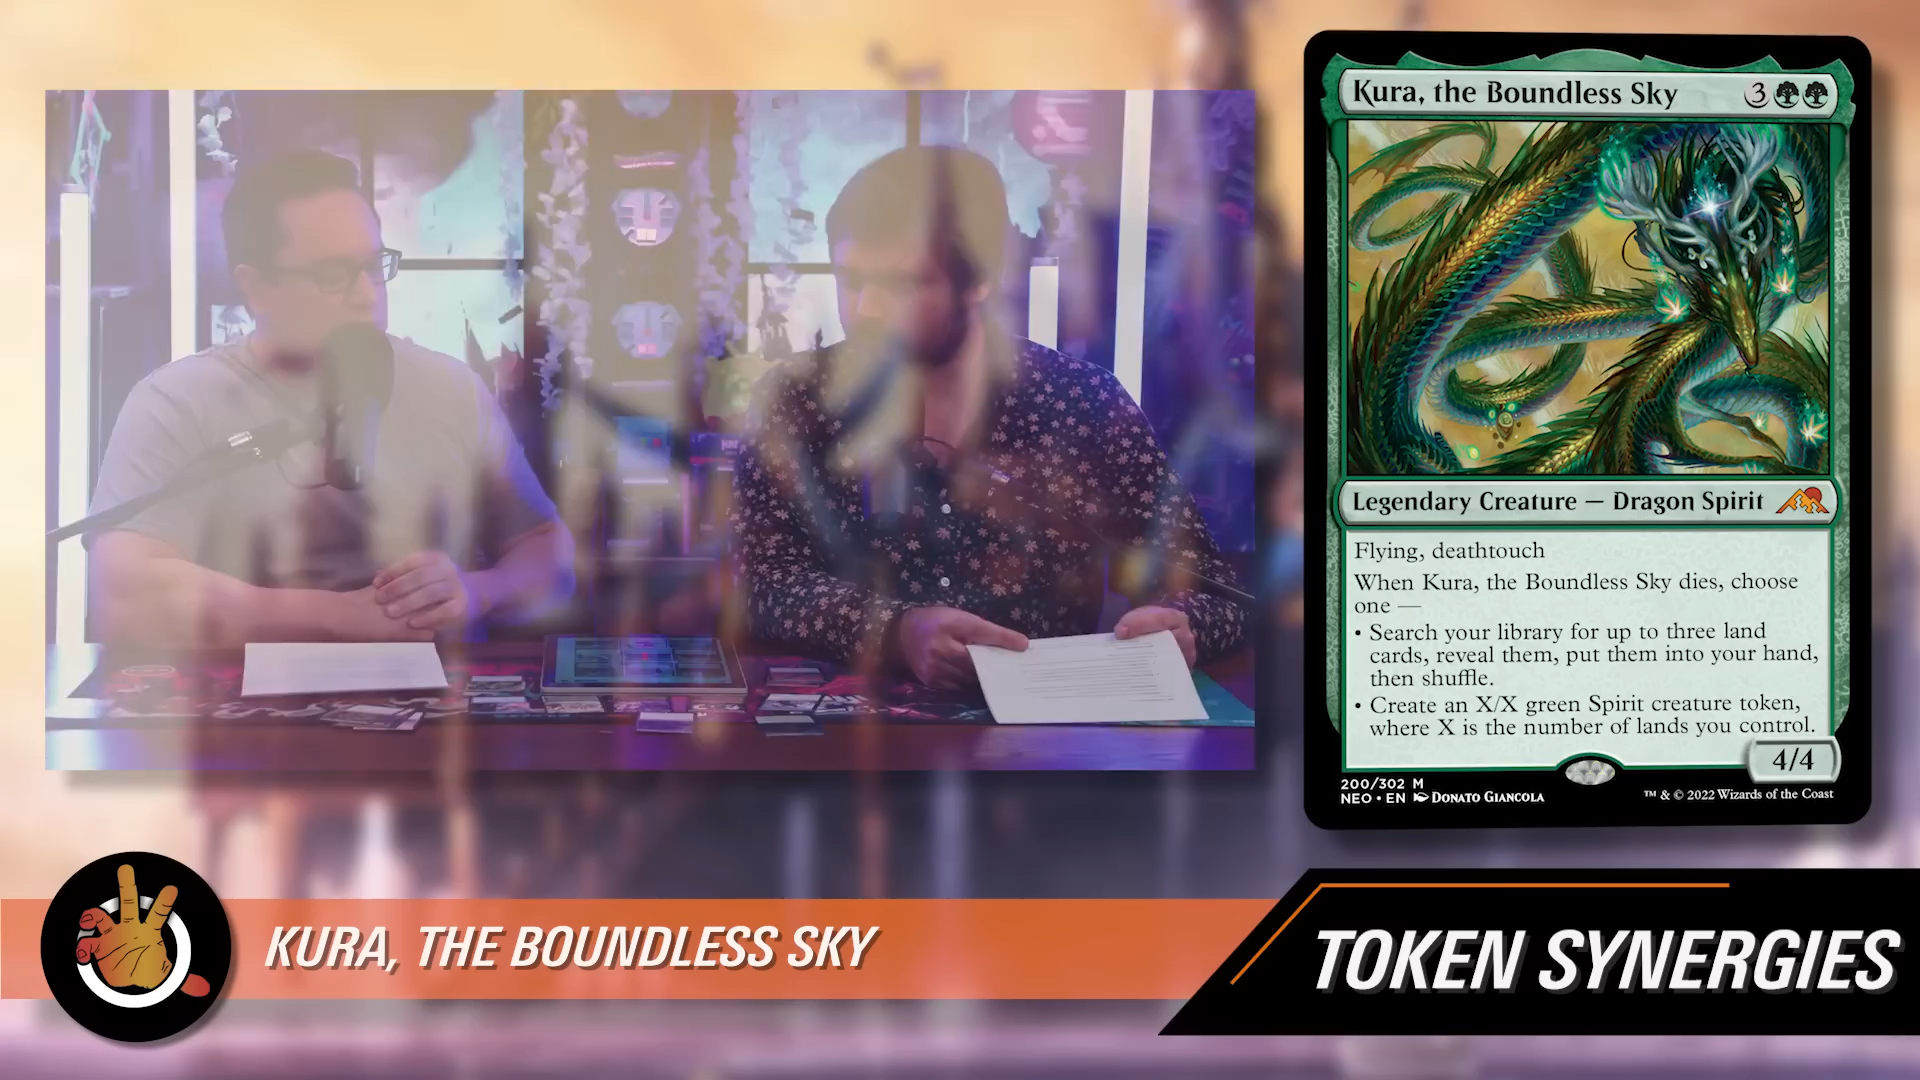 Kura, the Boundless Sky 3
Legendary Creature — Dragon Spirit
Flying, deathtouch
When Kura, the Boundless Sky dies, choose
one —
• Search your library for up to three land
cards, reveal them, put them into your hand,
then shuffle.
• Create an X/X green Spirit creature token,
where X is the number of lands you control.
4/4
200/302 M
NEO • EN DONATO GIANCOLA
™ & © 2022 Wizards of the Coast
KURA, THE BOUNDLESS SKY
TOKEN SYNERGIES